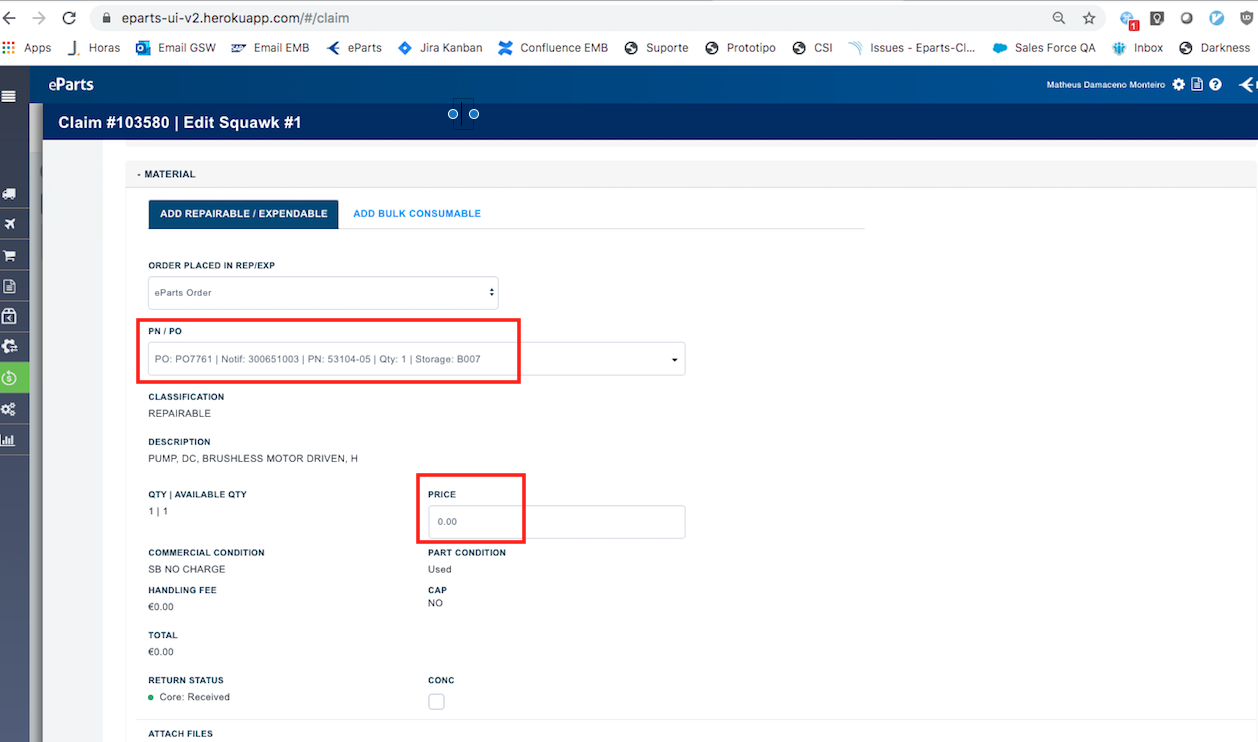 eparts-ui-v2.herokuapp.com/#/claim
1
Apps Horas Email GSW Email EMB eParts Jira Kanban Confluence EMB Suporte Prototipo CSI Issues - Eparts-Cl... Sales Force QA Inbox Darkness
eParts
Matheus Damaceno Monteiro
Claim #103580 | Edit Squawk #1
- MATERIAL
ADD REPAIRABLE / EXPENDABLE ADD BULK CONSUMABLE
ORDER PLACED IN REP/EXP
eParts Order
PN / PO
PO: PO7761 | Notif: 300651003 | PN: 53104-05 | Qty: 1 | Storage: B007
CLASSIFICATION
REPAIRABLE
DESCRIPTION
PUMP, DC, BRUSHLESS MOTOR DRIVEN, H
QTY | AVAILABLE QTY PRICE
1 | 1
0.00
COMMERCIAL CONDITION PART CONDITION
SB NO CHARGE Used
HANDLING FEE CAP
€0.00 NO
TOTAL
€0.00
RETURN STATUS CONC
Core: Received
ATTACH FILES